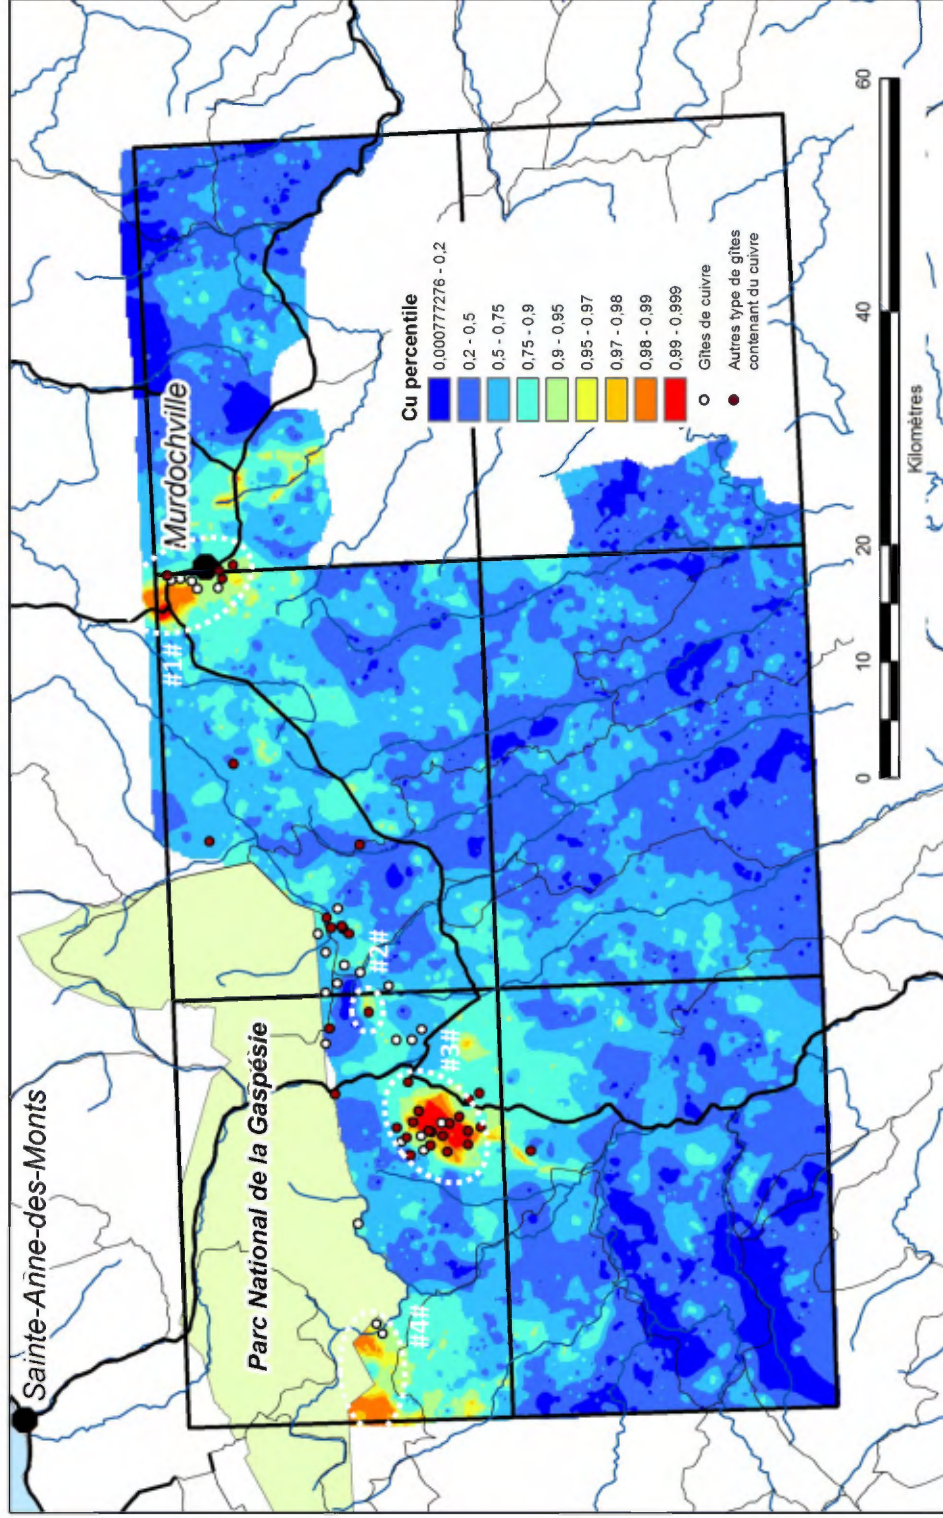 Sainte-Anne-des-Monts
Parc National de la Gaspésie
Murdochville
#1#
#2#
#3#
#4#
Cu percentile
0,000777276 - 0,2
0,2 - 0,5
0,5 - 0,75
0,75 - 0,9
0,9 - 0,95
0,95 - 0,97
0,97 - 0,98
0,98 - 0,99
0,99 - 0,9999
Gîtes de cuivre
Autres type de gîtes
contenant du cuivre
0 10 20 40 60
Kilomètres